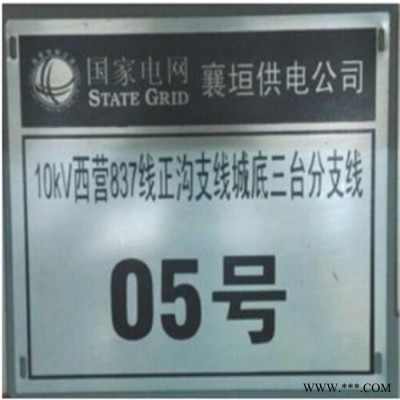 国家电网 襄垣供电公司
STATE GRID
10kV西营837线正沟支线城底三台分支线
05号
WWW.***.COM